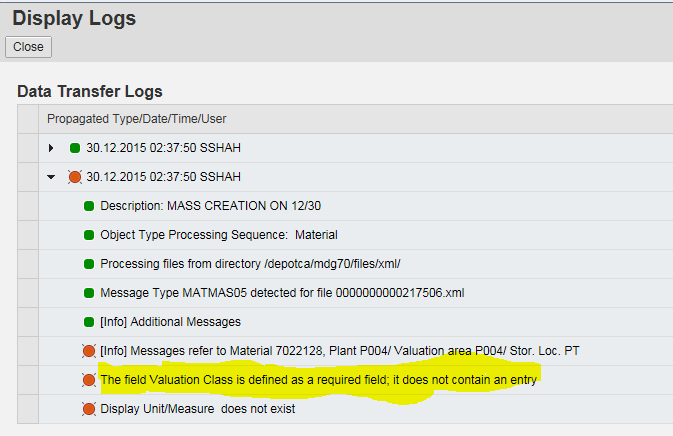 Display Logs
Close
Data Transfer Logs
Propagated Type/Date/Time/User
30.12.2015 02:37:50 SSHAH
30.12.2015 02:37:50 SSHAH
Description: MASS CREATION ON 12/30
Object Type Processing Sequence: Material
Processing files from directory /depotca/mdg70/files/xml/
Message Type MATMAS05 detected for file 0000000000217506.xml
[Info] Additional Messages
[Info] Messages refer to Material 7022128, Plant P004/ Valuation area P004/ Stor. Loc. PT
The field Valuation Class is defined as a required field; it does not contain an entry
Display Unit/Measure does not exist